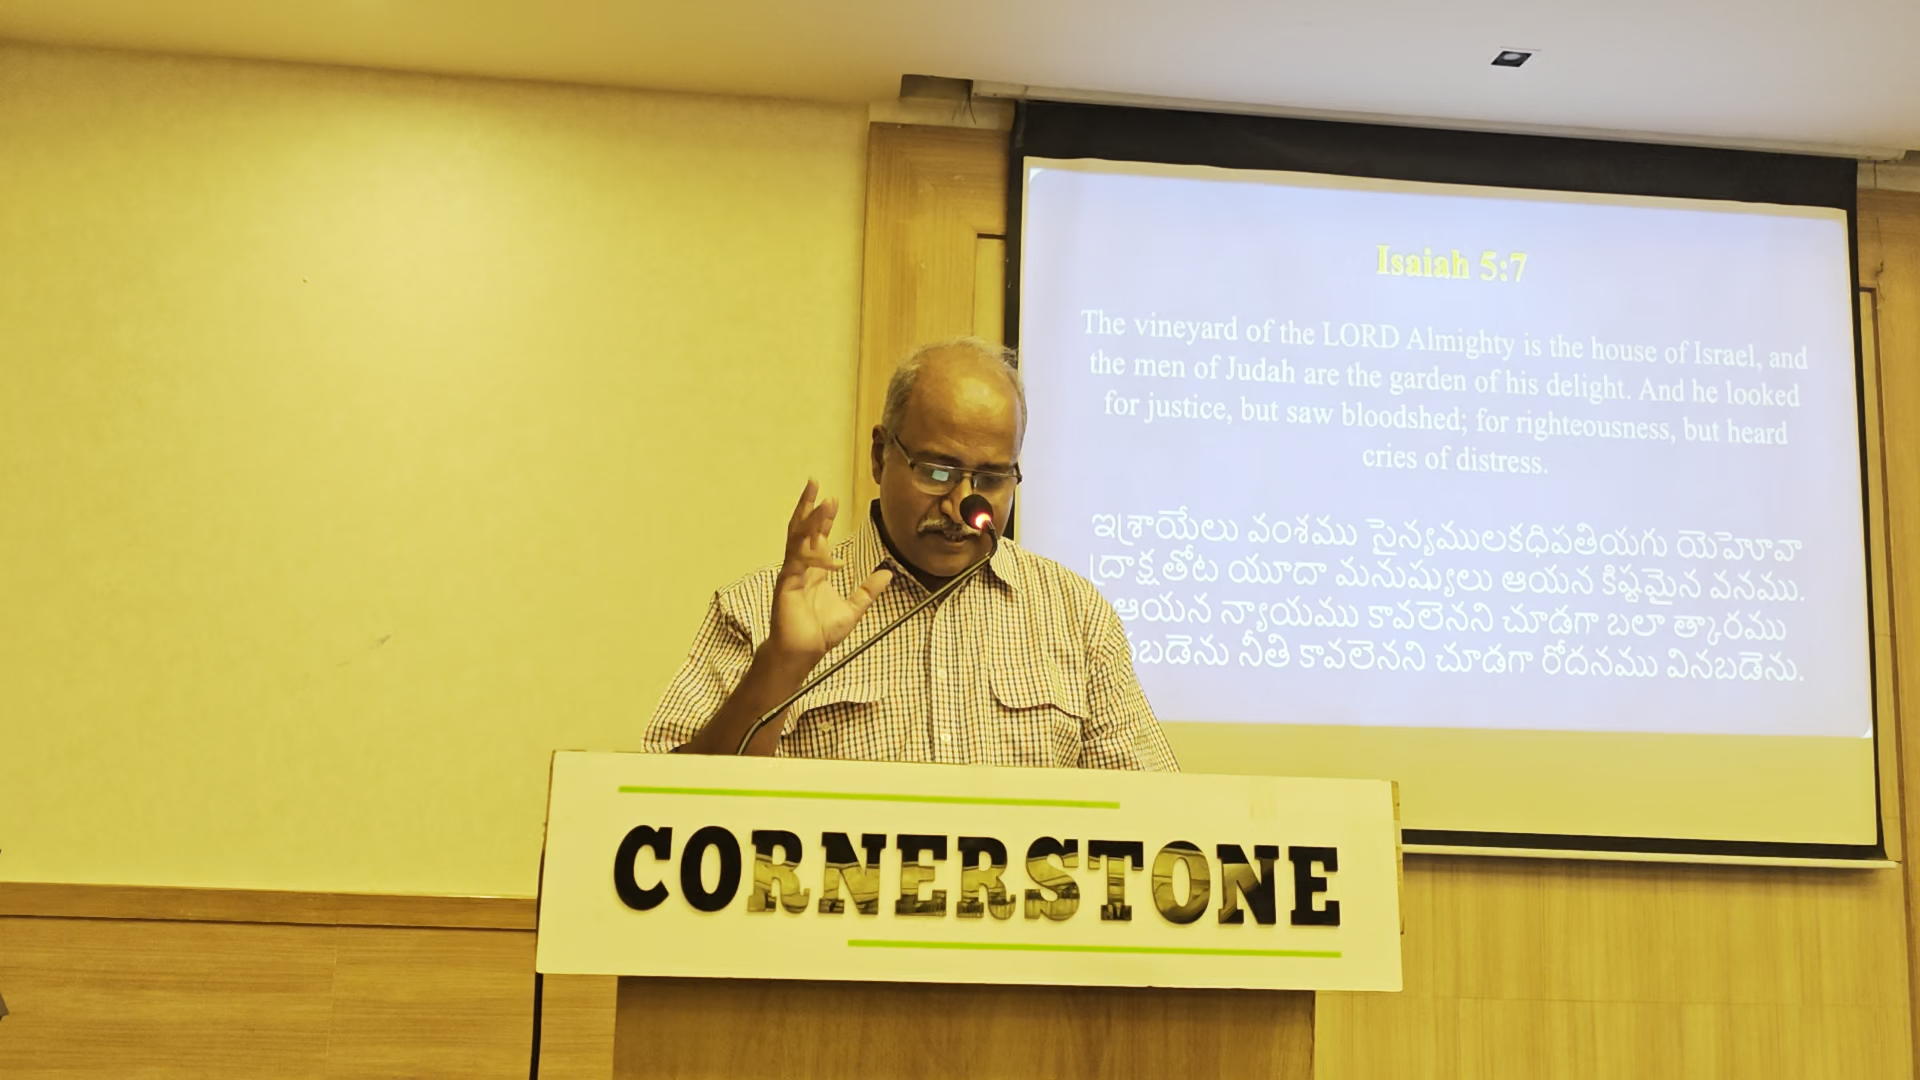 Isaiah 5:7
The vineyard of the LORD Almighty is the house of Israel, and
the men of Judah are the garden of his delight. And he looked
for justice, but saw bloodshed; for righteousness, but heard
cries of distress.
ఇశ్రాయేలు వంశము సైన్యములకధిపతియగు యెహోవా
ద్రాక్షతోట యూదా మనుష్యులు ఆయన కిష్టమైన వనము.
ఆయన న్యాయము కావలెనని చూడగా బలా త్కారము
నీతి కావలెనని చూడగా రోదనము వినబడెను.
CORNERSTONE